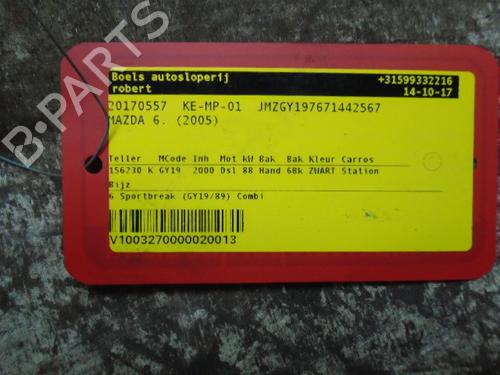 B-PARTS
Boels autosloperij +31599332216
robert 14-10-17
20170557 KE-MP-01 JMZGY197671442567
MAZDA 6. (2005)
Teller MCode Inh Mot kW Bak Bak Kleur Carros
156230 K GY19 2000 Dsl 88 Hand 6Bk ZWART Station
Bijz
6 Sportbreak (GY19/89) Combi
V1003270000020013